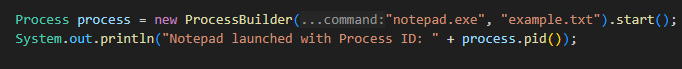 Process process = new ProcessBuilder(...command:"notepad.exe", "example.txt").start();
System.out.println("Notepad launched with Process ID: " + process.pid());